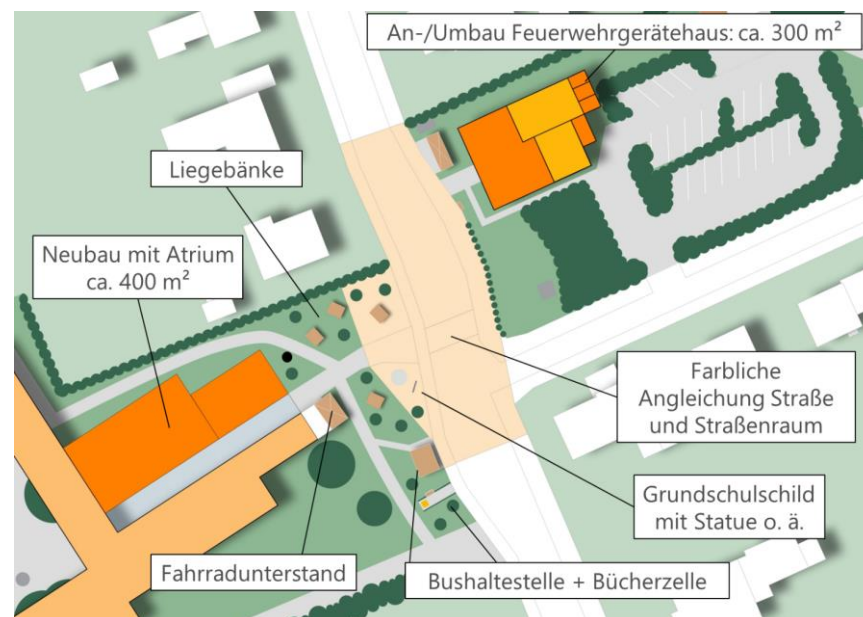 An-/Umbau Feuerwehrgerätehaus: ca. 300 m²
Liegebänke
Neubau mit Atrium
ca. 400 m²
Farbliche
Angleichung Straße
und Straßenraum
Grundschulschild
mit Statue o. ä.
Fahrradunterstand
Bushaltestelle + Bücherzelle